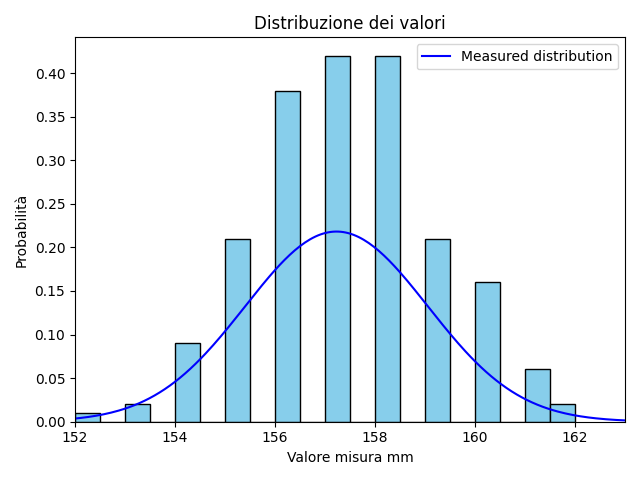 Distribuzione dei valori
Measured distribution
Probabilità
0.40
0.35
0.30
0.25
0.20
0.15
0.10
0.05
0.00
152 154 156 158 160 162
Valore misura mm